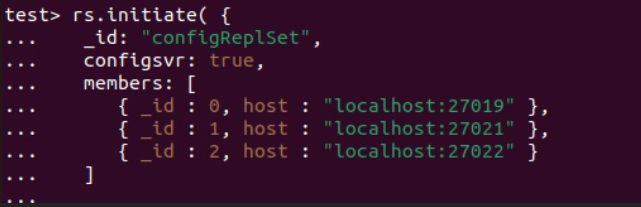 test> rs.initiate( {
...    _id: "configReplSet",
...    configsvr: true,
...    members: [
...       { _id : 0, host : "localhost:27019" },
...       { _id : 1, host : "localhost:27021" },
...       { _id : 2, host : "localhost:27022" }
...    ]
...